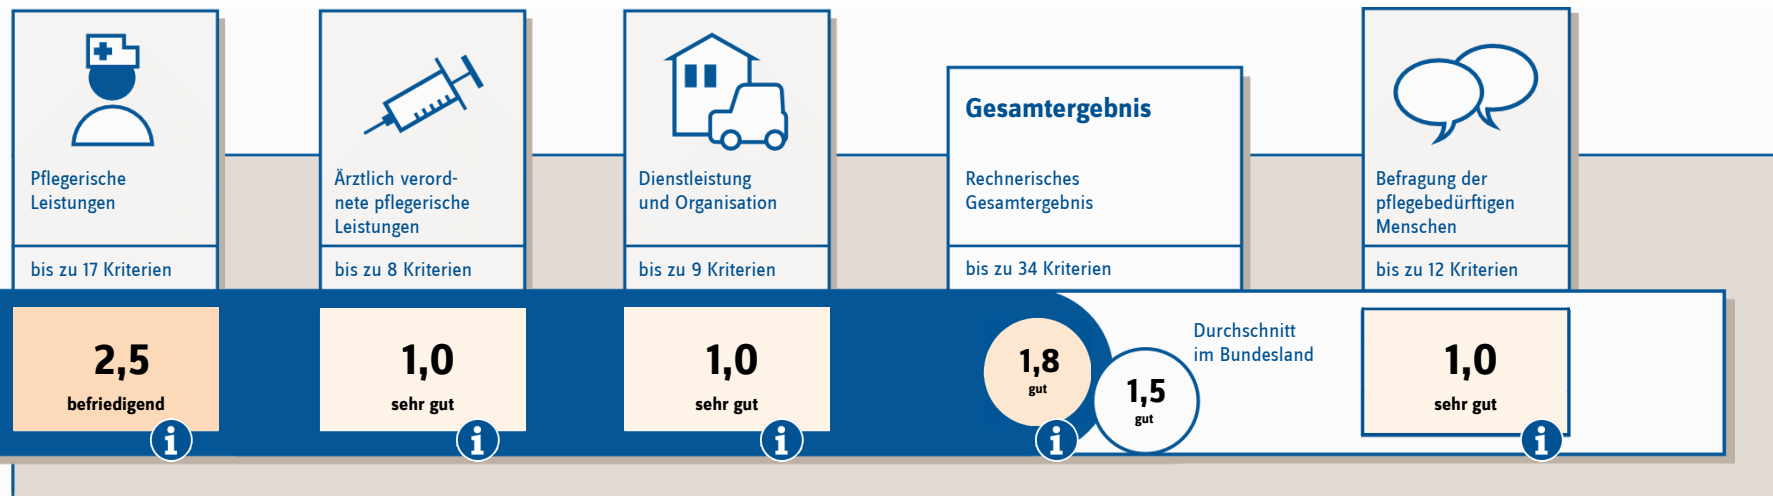 Pflegerische
Leistungen
bis zu 17 Kriterien
2,5
befriedigend
i
Ärztlich verord-
nete pflegerische
Leistungen
bis zu 8 Kriterien
1,0
sehr gut
i
Dienstleistung
und Organisation
bis zu 9 Kriterien
1,0
sehr gut
i
Gesamtergebnis
Rechnerisches
Gesamtergebnis
bis zu 34 Kriterien
1,8
gut
i
1,5
gut
Durchschnitt
im Bundesland
Befragung der
pflegebedürftigen
Menschen
bis zu 12 Kriterien
1,0
sehr gut
i